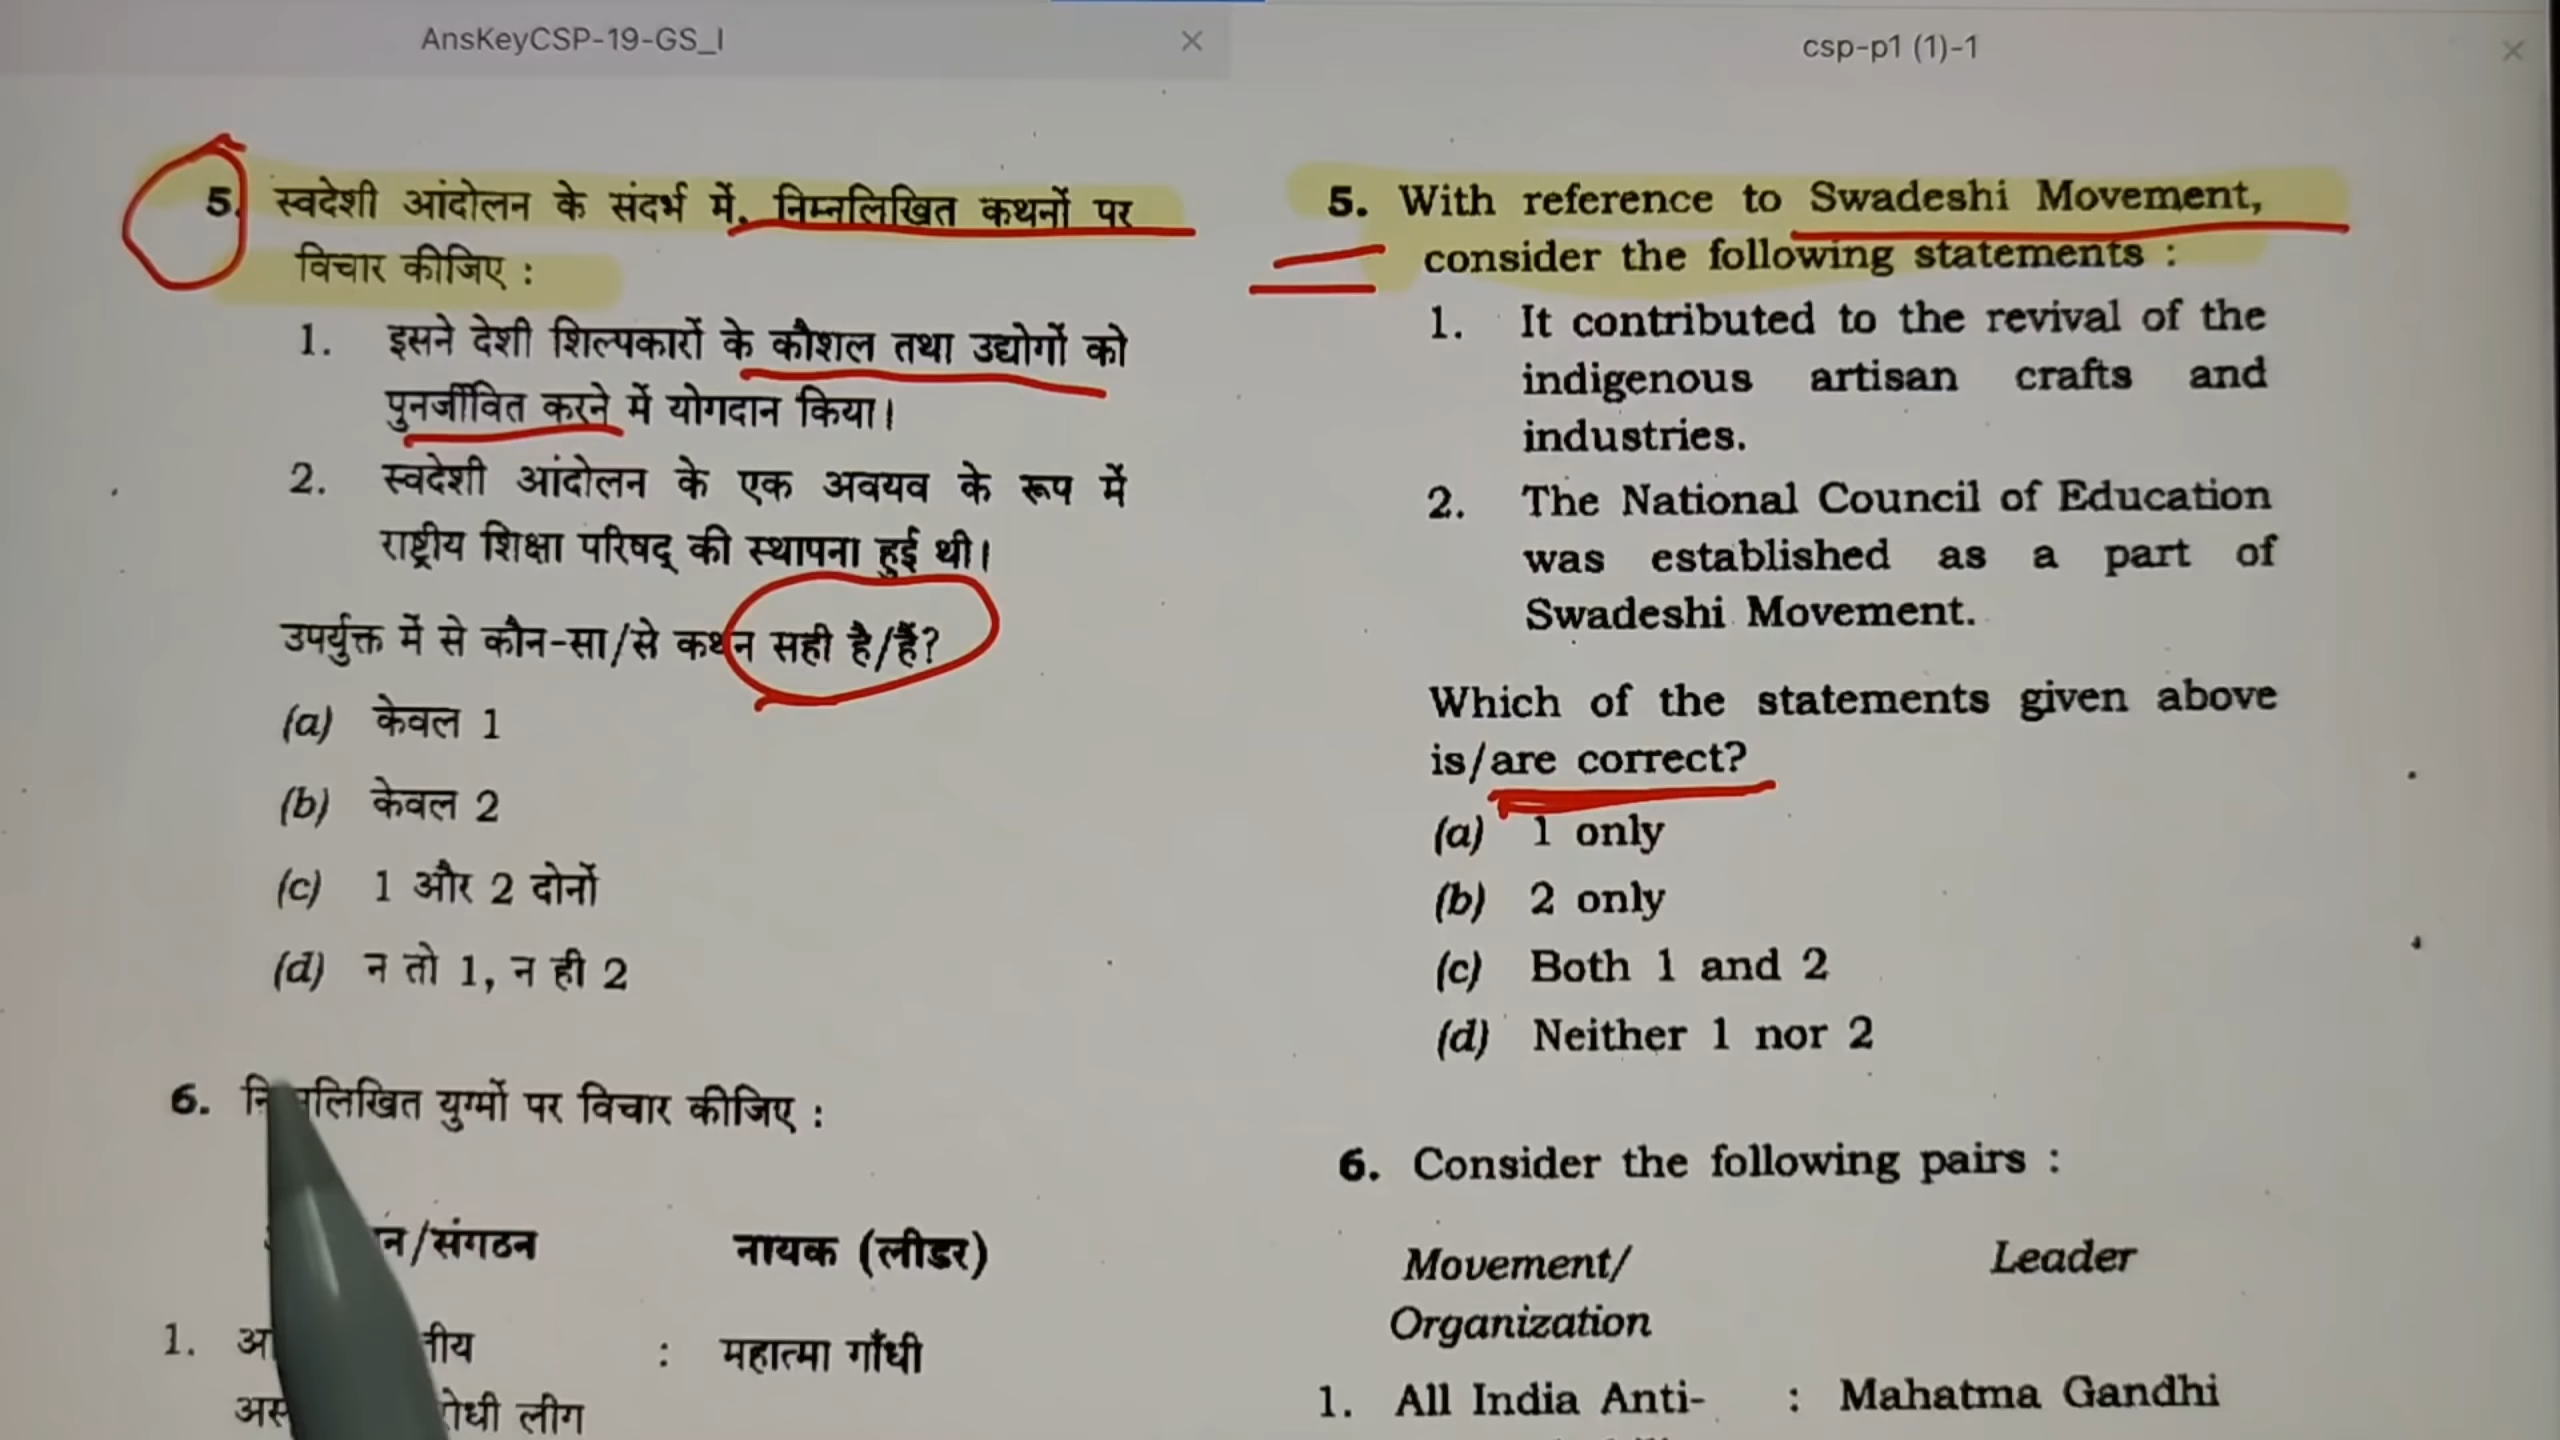 AnsKeyCSP-19-GS_I
csp-p1 (1)-1
5. स्वदेशी आंदोलन के संदर्भ में, निम्नलिखित कथनों पर
विचार कीजिए :
1. इसने देशी शिल्पकारों के कौशल तथा उद्योगों को
पुनर्जीवित करने में योगदान किया।
2. स्वदेशी आंदोलन के एक अवयव के रूप में
राष्ट्रीय शिक्षा परिषद् की स्थापना हुई थी।
उपर्युक्त में से कौन-सा/से कथन सही है/हैं?
(a) केवल 1
(b) केवल 2
(c) 1 और 2 दोनों
(d) न तो 1, न ही 2
6. निम्नलिखित युग्मों पर विचार कीजिए :
/संगठन नायक (लीडर)
1. : महात्मा गाँधी
लीग
5. With reference to Swadeshi Movement,
consider the following statements :
1. It contributed to the revival of the
indigenous artisan crafts and
industries.
2. The National Council of Education
was established as a part of
Swadeshi Movement.
Which of the statements given above
is/are correct?
(a) 1 only
(b) 2 only
(c) Both 1 and 2
(d) Neither 1 nor 2
6. Consider the following pairs :
Movement/ Leader
Organization
1. All India Anti- : Mahatma Gandhi